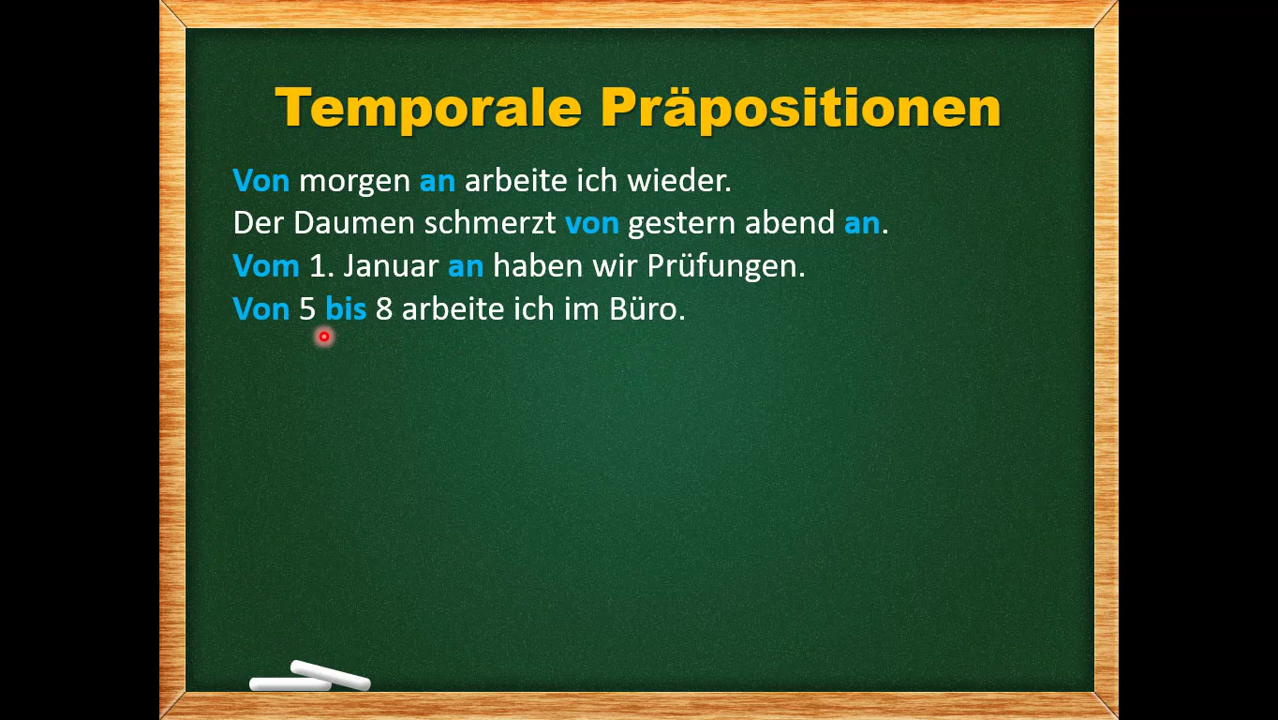 Temporale Präpositionen
Von morgen an arbeite ich wieder.
Der Daumen schmerzt von gestern abend an.
Vom 1. Januar an haben wir Prüfungen.
Von 5 bis 8 arbeite ich im Büro.